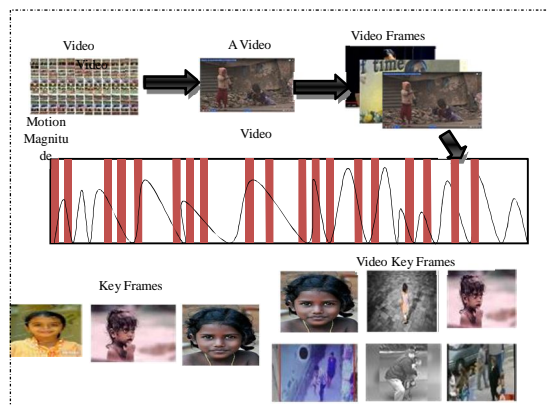 Video
Video
A Video
Video Frames
t time
Motion
Magnitu
de
Video
Key Frames
Video Key Frames